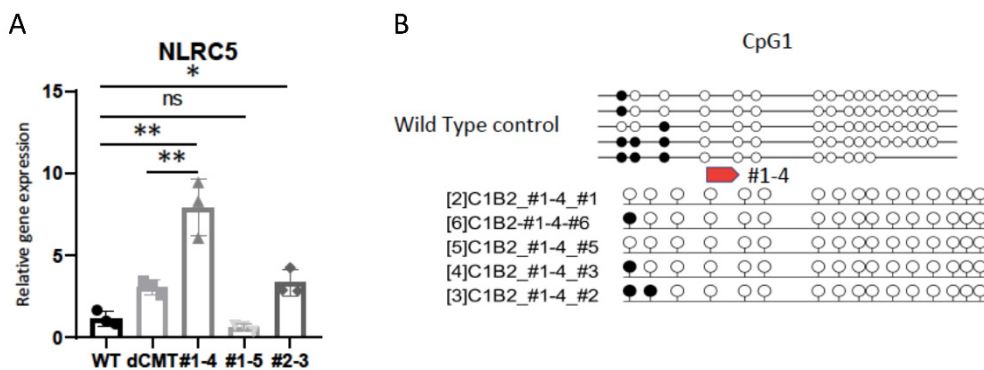 A
B
NLRC5
CpG1
*
ns
**
**
15
10
5
0
Relative gene expression
WT dCMT #1-4 #1-5 #2-3
Wild Type control
#1-4
[2]C1B2_#1-4_#1
[6]C1B2-#1-4-#6
[5]C1B2_#1-4_#5
[4]C1B2_#1-4_#3
[3]C1B2_#1-4_#2